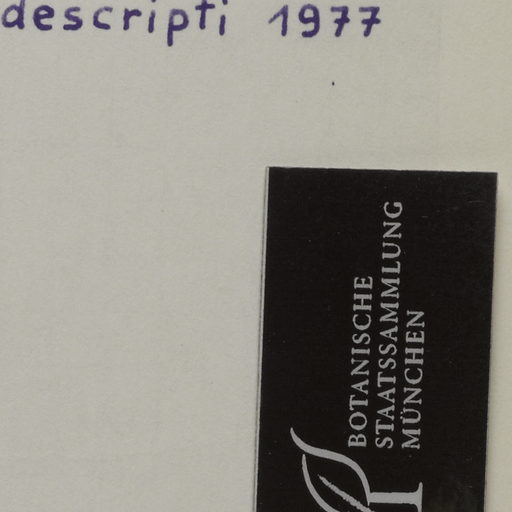 descripti 1977
BOTANISCHE
STAATSSAMMLUNG
MÜNCHEN